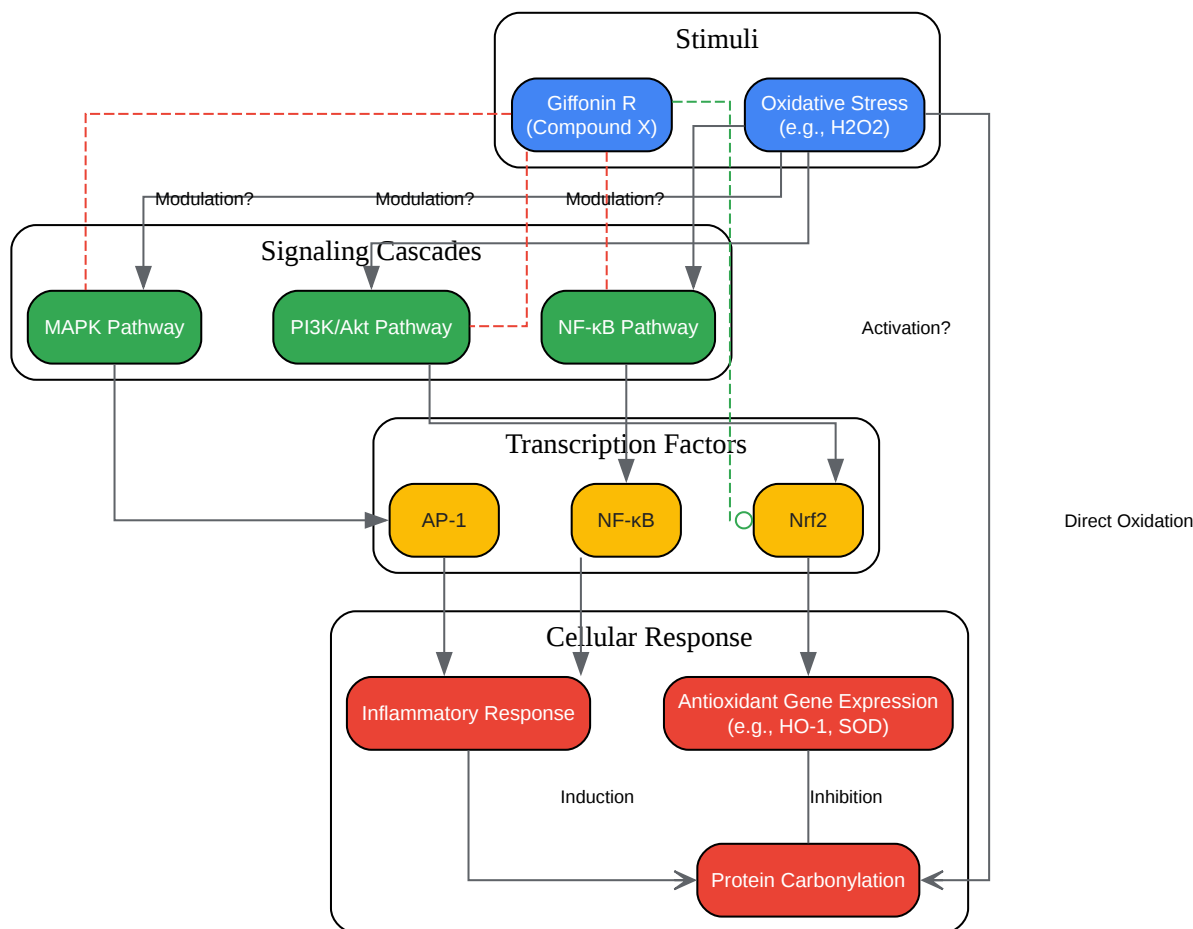 Stimuli
Giffonin R
(Compound X)
Oxidative Stress
(e.g., H2O2)
Modulation?
Modulation?
Modulation?
Signaling Cascades
MAPK Pathway
PI3K/Akt Pathway
NF-κB Pathway
Activation?
Transcription Factors
AP-1
NF-κB
Nrf2
Direct Oxidation
Cellular Response
Inflammatory Response
Antioxidant Gene Expression
(e.g., HO-1, SOD)
Induction
Inhibition
Protein Carbonylation